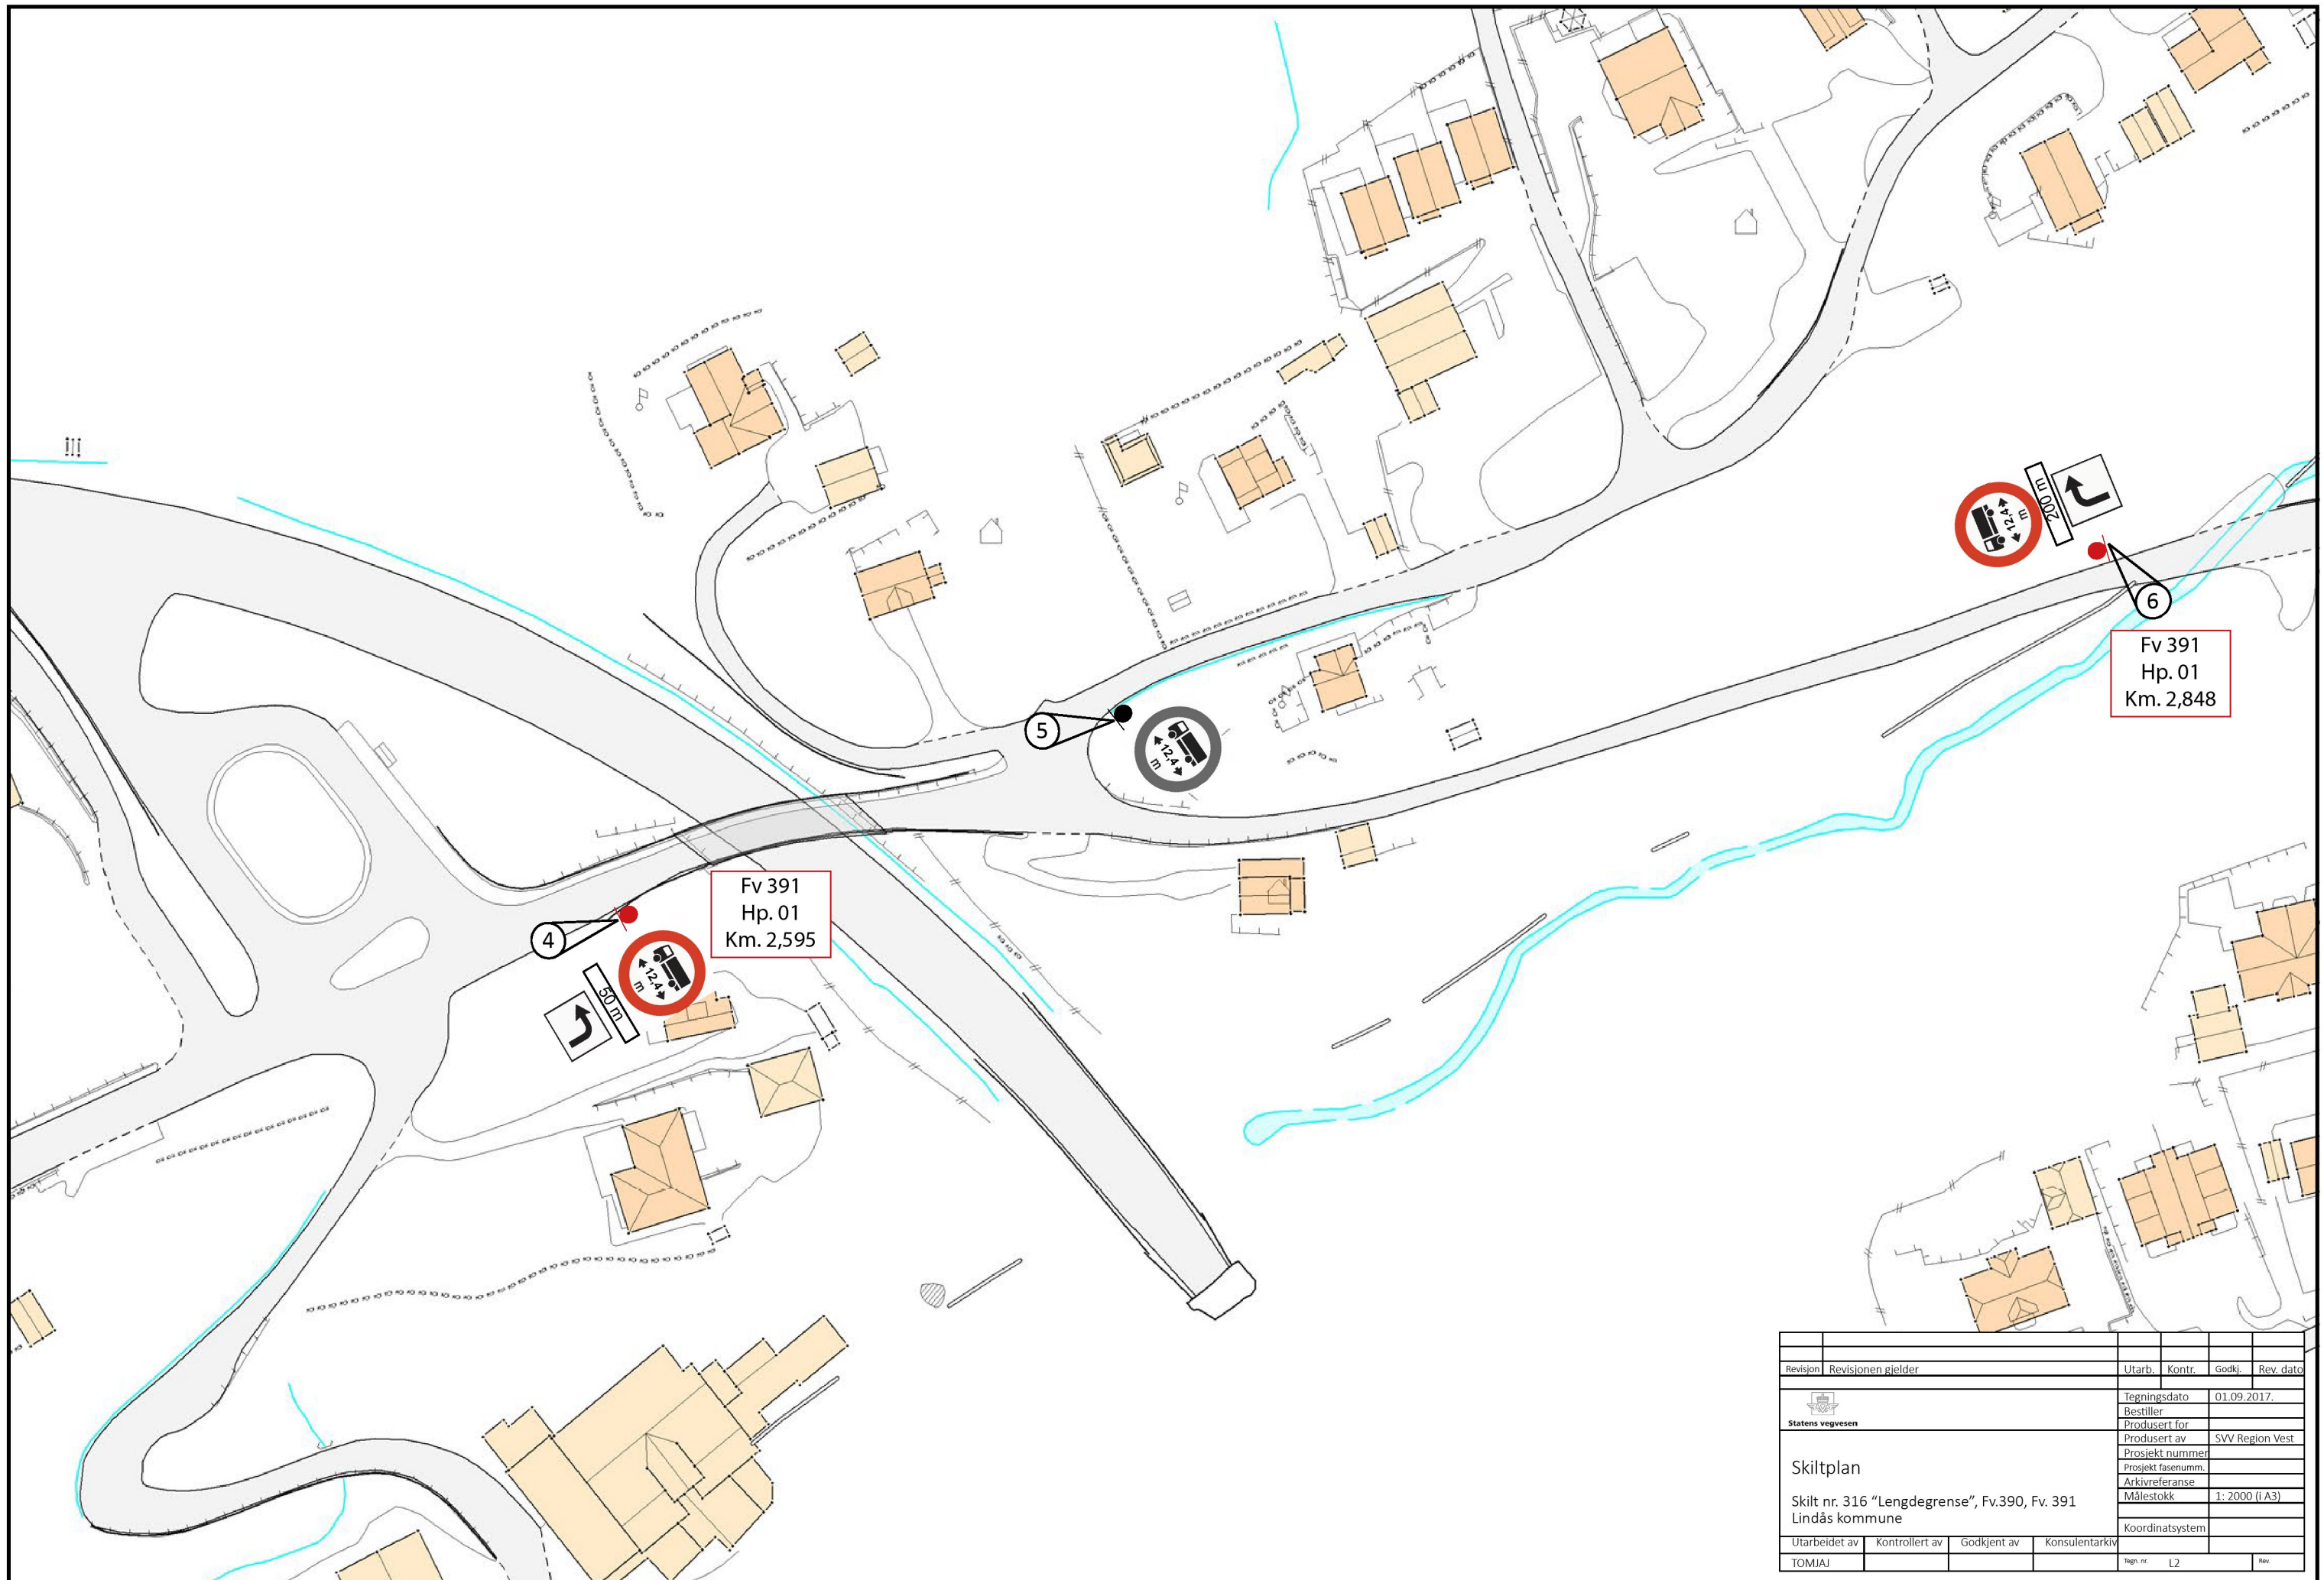 200 m
12,4
m
6
Fv 391
Hp. 01
Km. 2,848
5
12,4
m
Fv 391
Hp. 01
Km. 2,595
4
12,4
m
50 m
Revisjon Revisjonen gjelder Utarb. Kontr. Godkj. Rev. dato
Statens vegvesen
Tegningsdato 01.09.2017.
Bestiller
Produsert for
Produsert av SVV Region Vest
Prosjekt nummer
Prosjekt fasenumm.
Arkivreferanse
Målestokk 1: 2000 (i A3)
Koordinatsystem
Skiltplan
Skilt nr. 316 “Lengdegrense”, Fv.390, Fv. 391
Lindås kommune
Utarbeidet av Kontrollert av Godkjent av Konsulentarkiv
TOMJAJ Tegn. nr. L2 Rev.